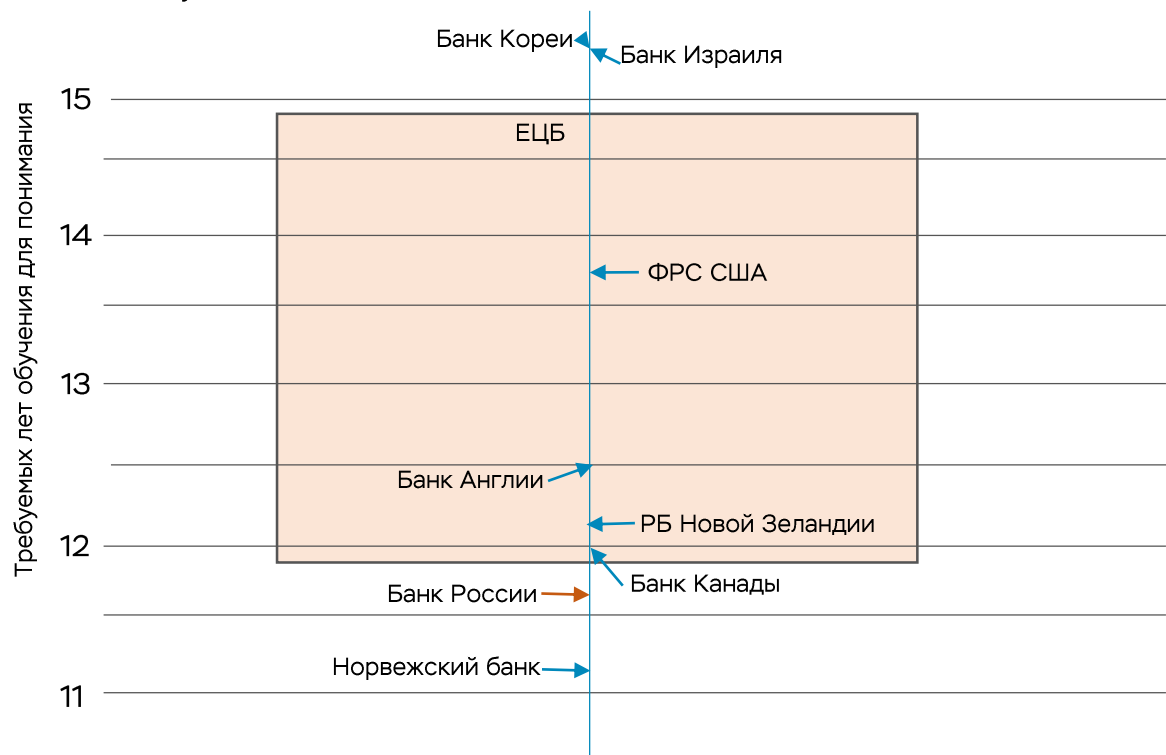 Банк Кореи
Банк Израиля
15
ЕЦБ
14
ФРС США
13
Банк Англии
РБ Новой Зеландии
12
Банк Канады
Банк России
Норвежский банк
11
Требуемых лет обучения для понимания